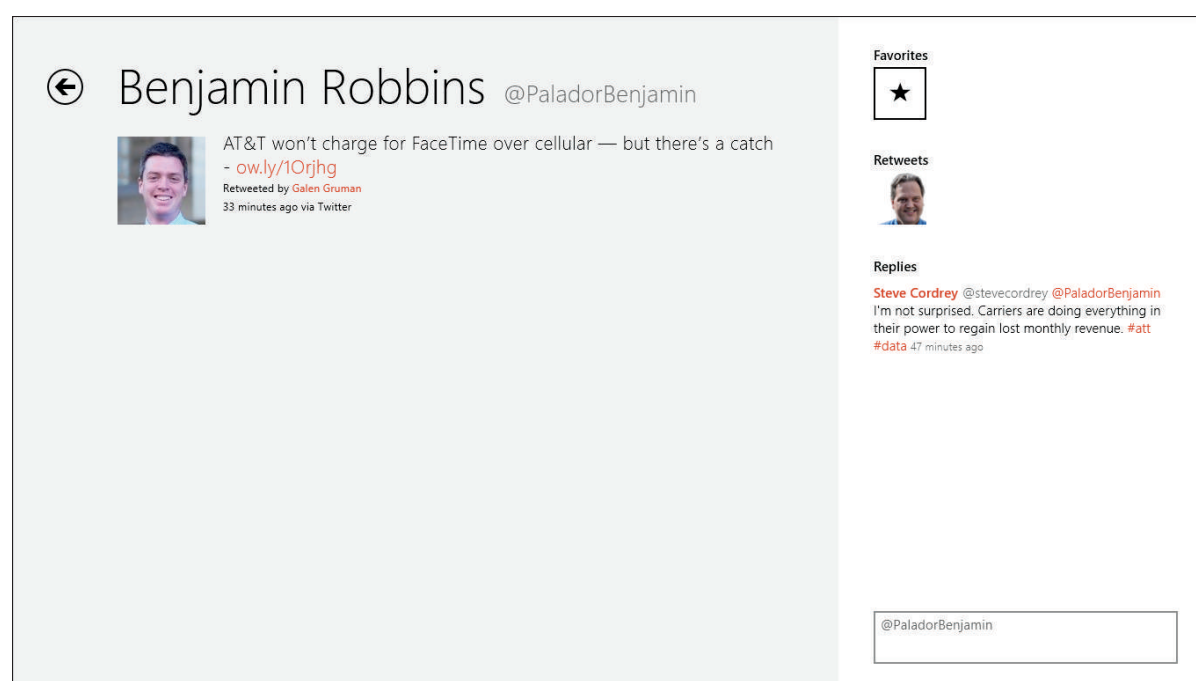 Benjamin Robbins @PaladorBenjamin
AT&T won't charge for FaceTime over cellular — but there's a catch
- ow.ly/1Orjhg
Retweeted by Galen Gruman
33 minutes ago via Twitter
Favorites
Retweets
Replies
Steve Cordrey @stevecordrey @PaladorBenjamin
I'm not surprised. Carriers are doing everything in
their power to regain lost monthly revenue. #att
#data 47 minutes ago
@PaladorBenjamin